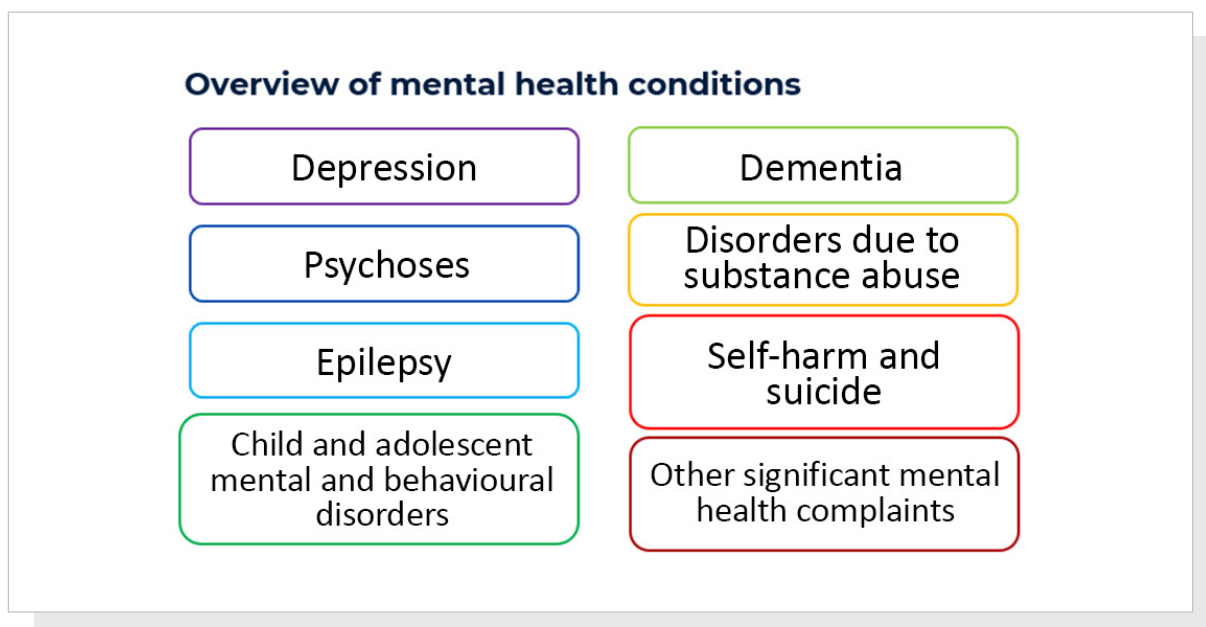 Overview of mental health conditions
Depression
Psychoses
Epilepsy
Child and adolescent
mental and behavioural
disorders
Dementia
Disorders due to
substance abuse
Self-harm and
suicide
Other significant mental
health complaints